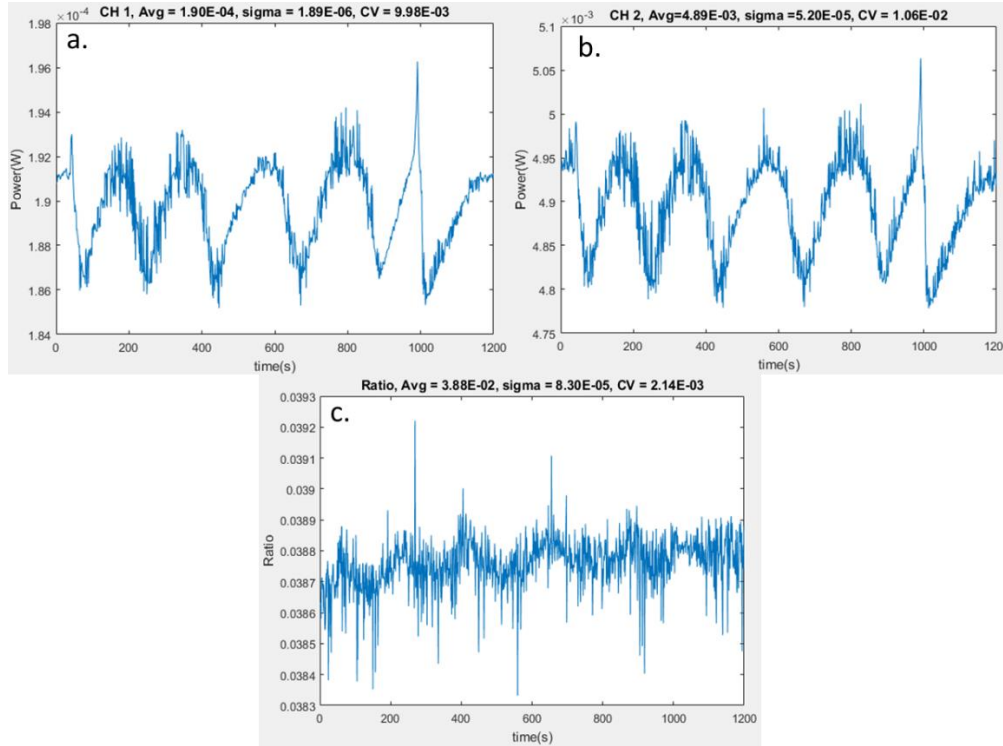 CH 1, Avg = 1.90E-04, sigma = 1.89E-06, CV = 9.98E-03
×10⁻⁴
a.
1.98
1.96
1.94
1.92
1.9
1.88
1.86
1.84
Power(W)
0 200 400 600 800 1000 1200
time(s)
CH 2, Avg=4.89E-03, sigma =5.20E-05, CV = 1.06E-02
×10⁻³
b.
5.1
5.05
5
4.95
4.9
4.85
4.8
4.75
Power(W)
0 200 400 600 800 1000 1200
time(s)
Ratio, Avg = 3.88E-02, sigma = 8.30E-05, CV = 2.14E-03
c.
0.0393
0.0392
0.0391
0.039
0.0389
0.0388
0.0387
0.0386
0.0385
0.0384
0.0383
Ratio
0 200 400 600 800 1000 1200
time(s)